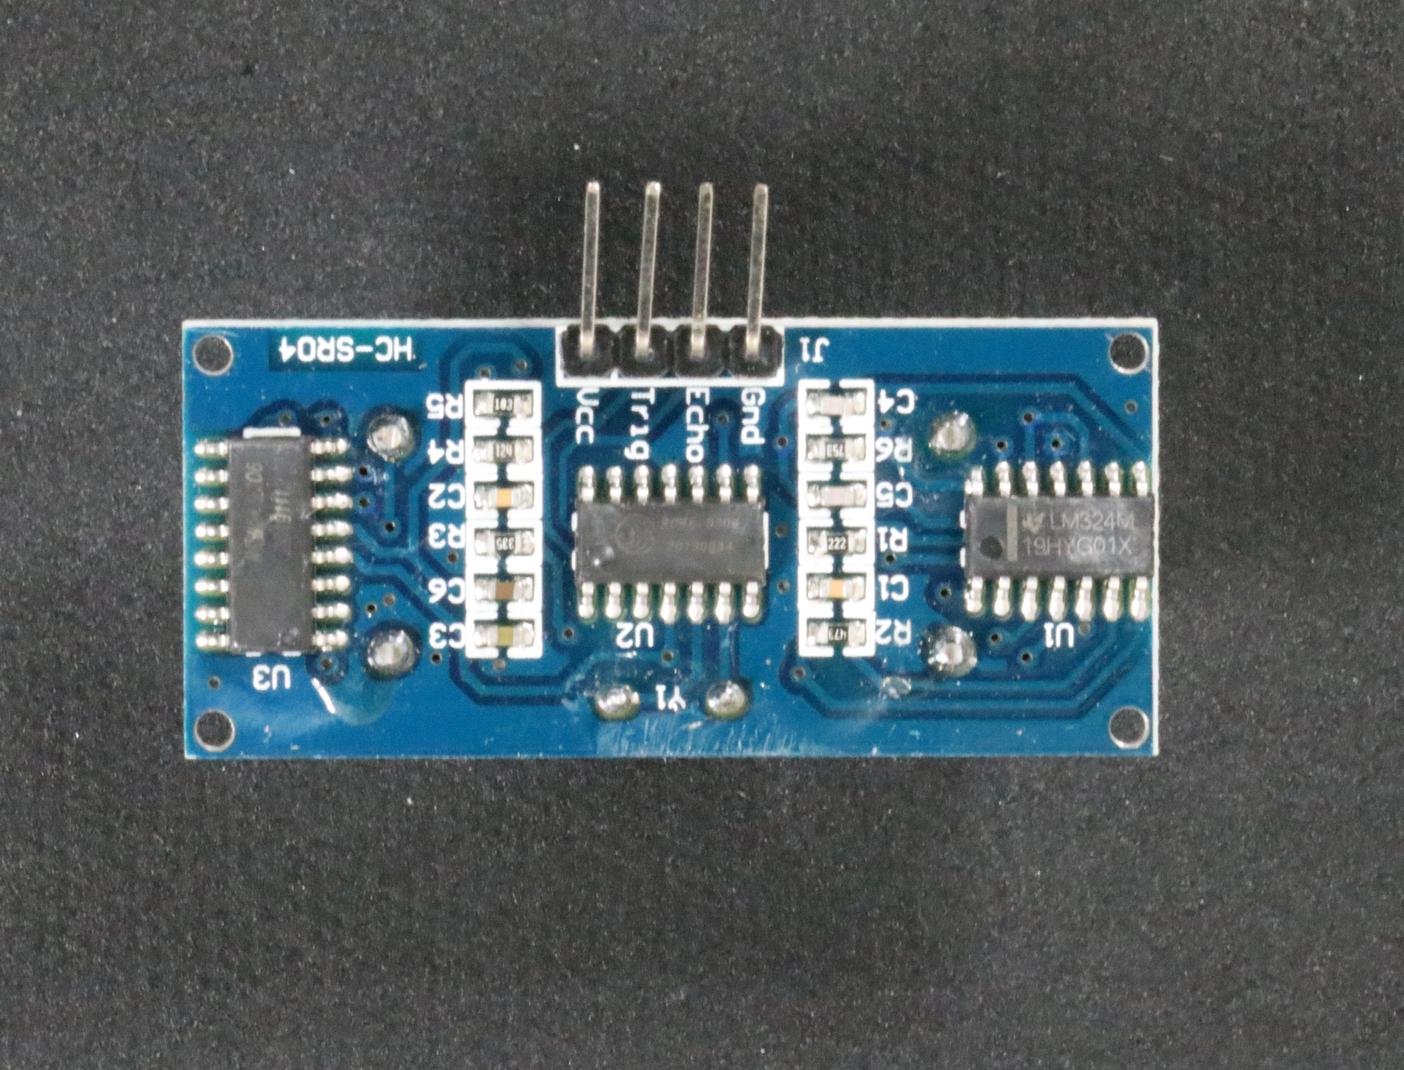 HC-SR04
J1
Vcc
Trig
Echo
Gnd
R5
103
R4
124
C2
R3
335
C6
C3
C4
R6
753
C5
R1
222
C1
R2
473
U3
U2
U1
Y1
LM324M
19HYG01X